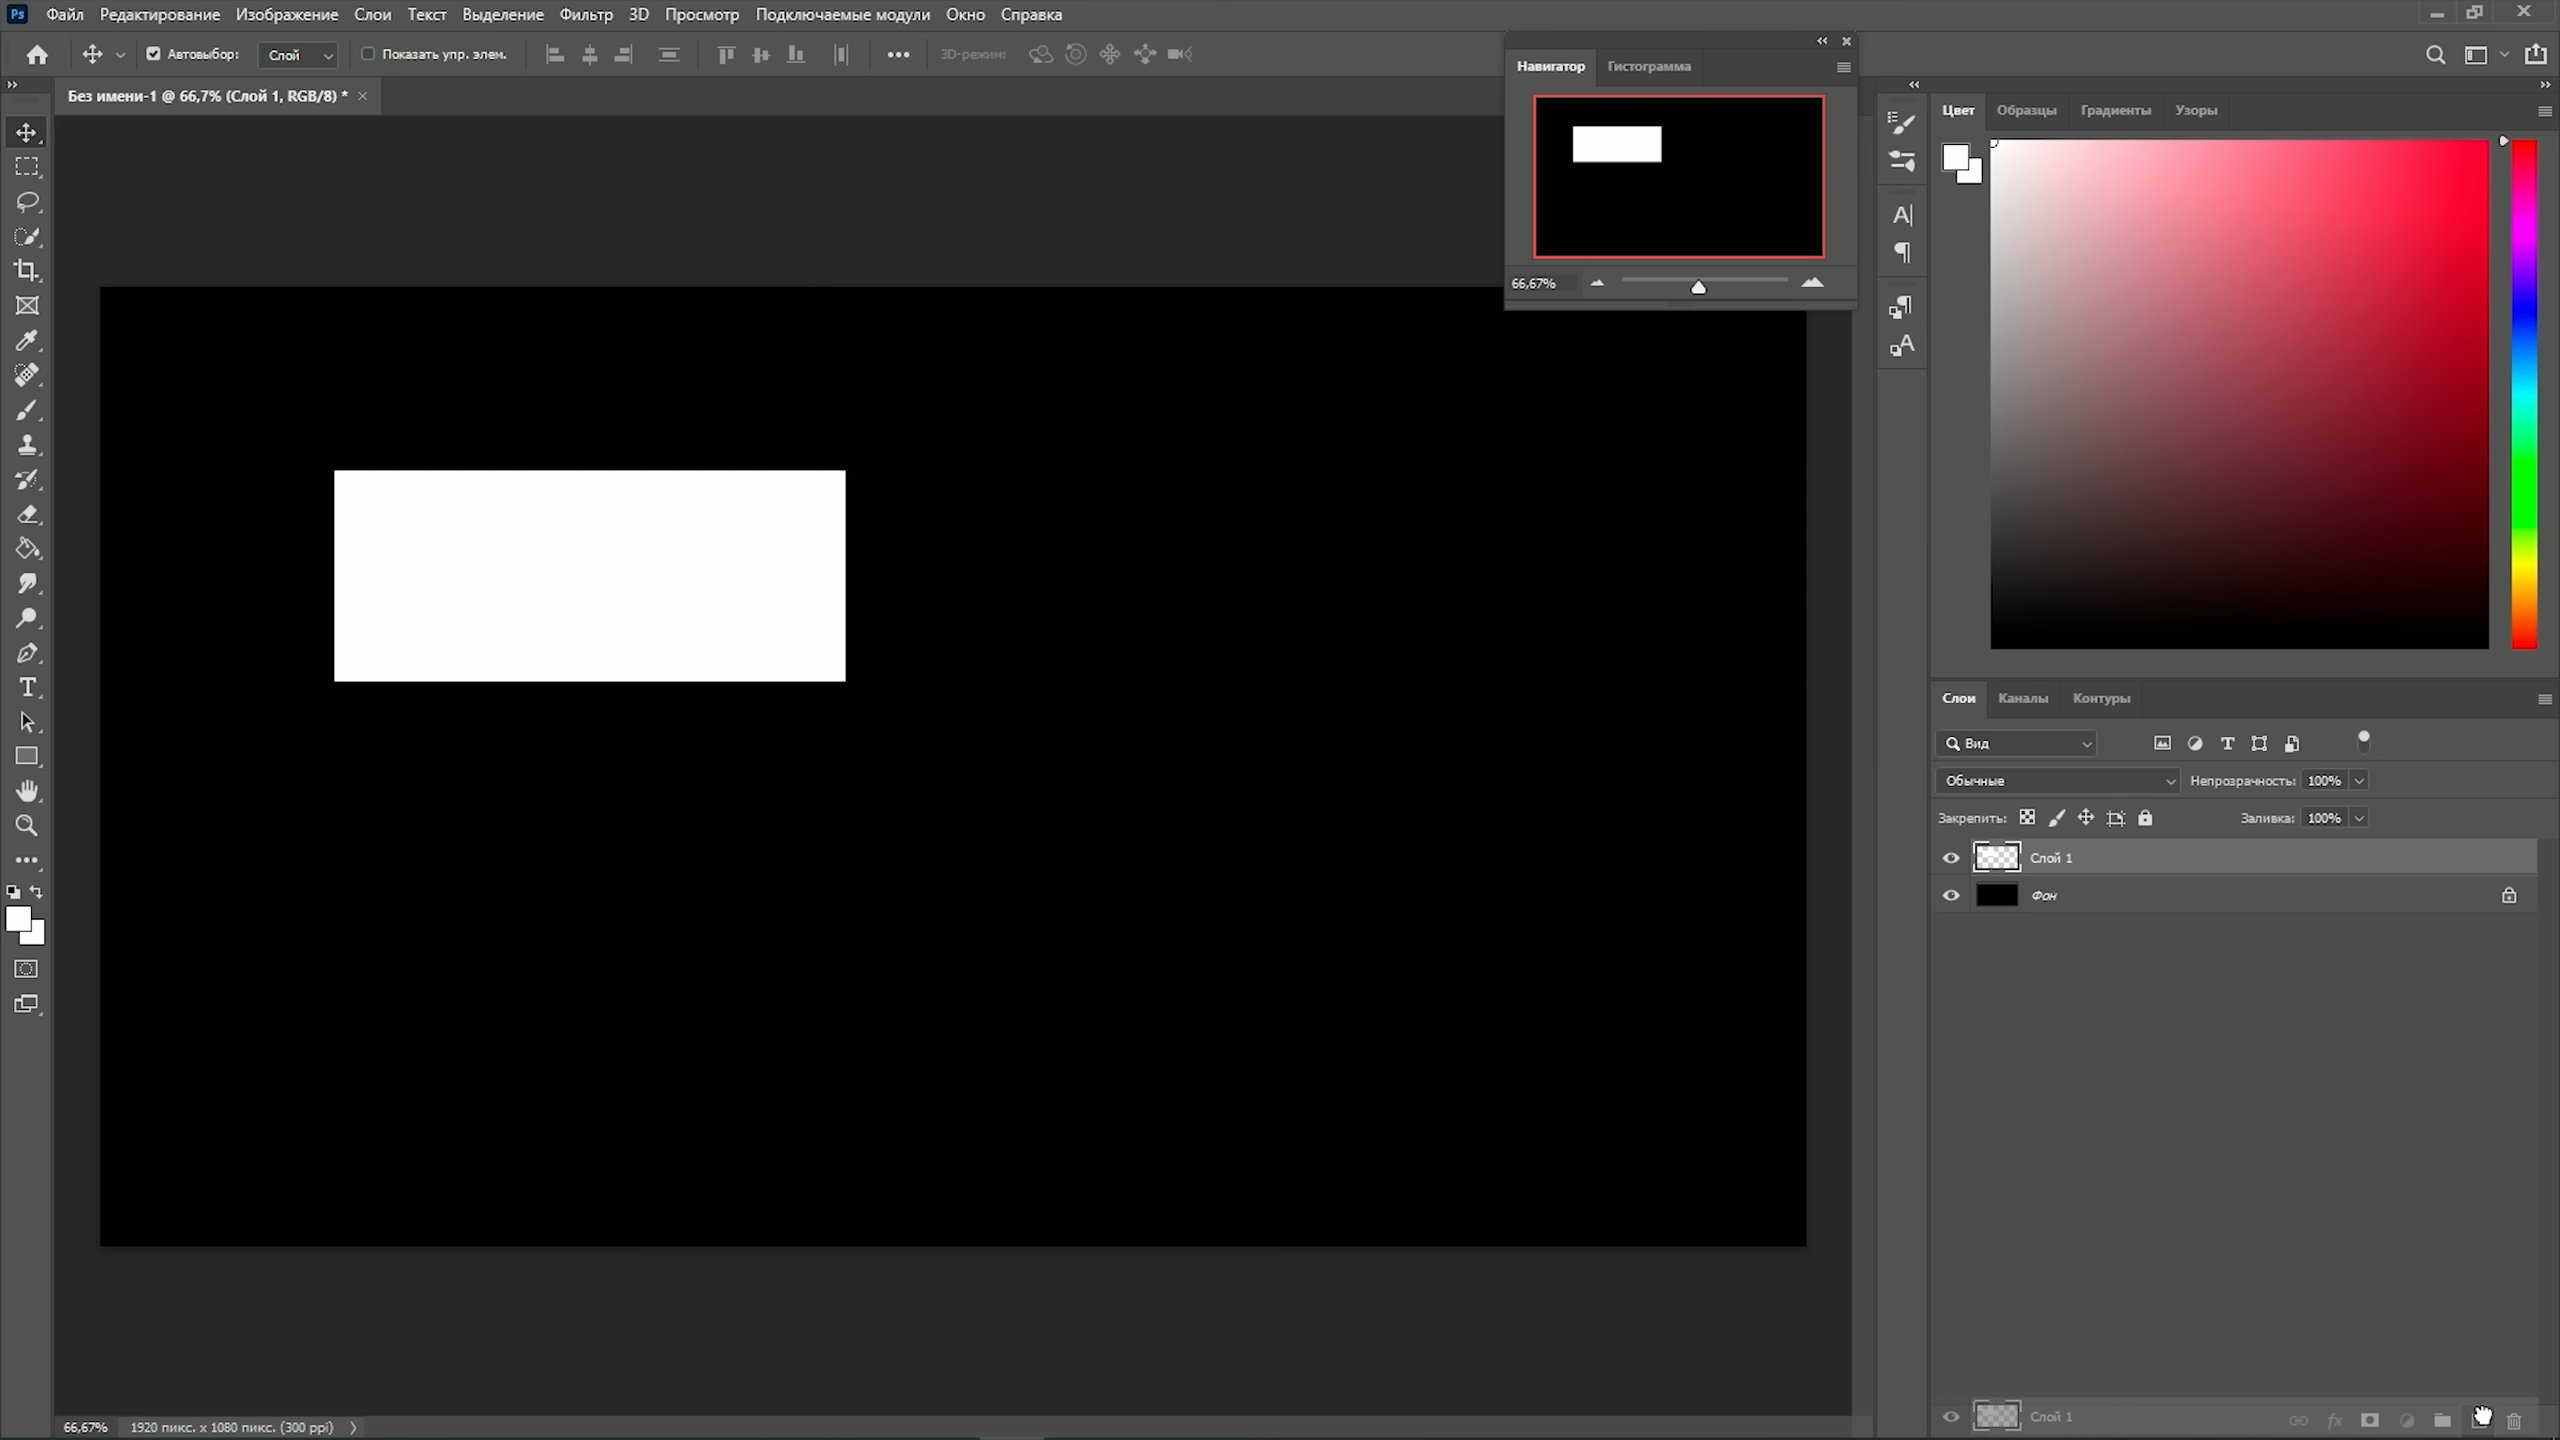 Ps Файл Редактирование Изображение Слои Текст Выделение Фильтр 3D Просмотр Подключаемые модули Окно Справка
Автовыбор: Слой Показать упр. элем. 3D-режим:
Без имени-1 @ 66,7% (Слой 1, RGB/8) *
Навигатор Гистограмма
66,67%
Цвет Образцы Градиенты Узоры
Слои Каналы Контуры
Вид
Обычные Непрозрачность: 100%
Закрепить: Заливка: 100%
Слой 1
Фон
Слой 1
66,67% 1920 пикс. x 1080 пикс. (300 ppi)